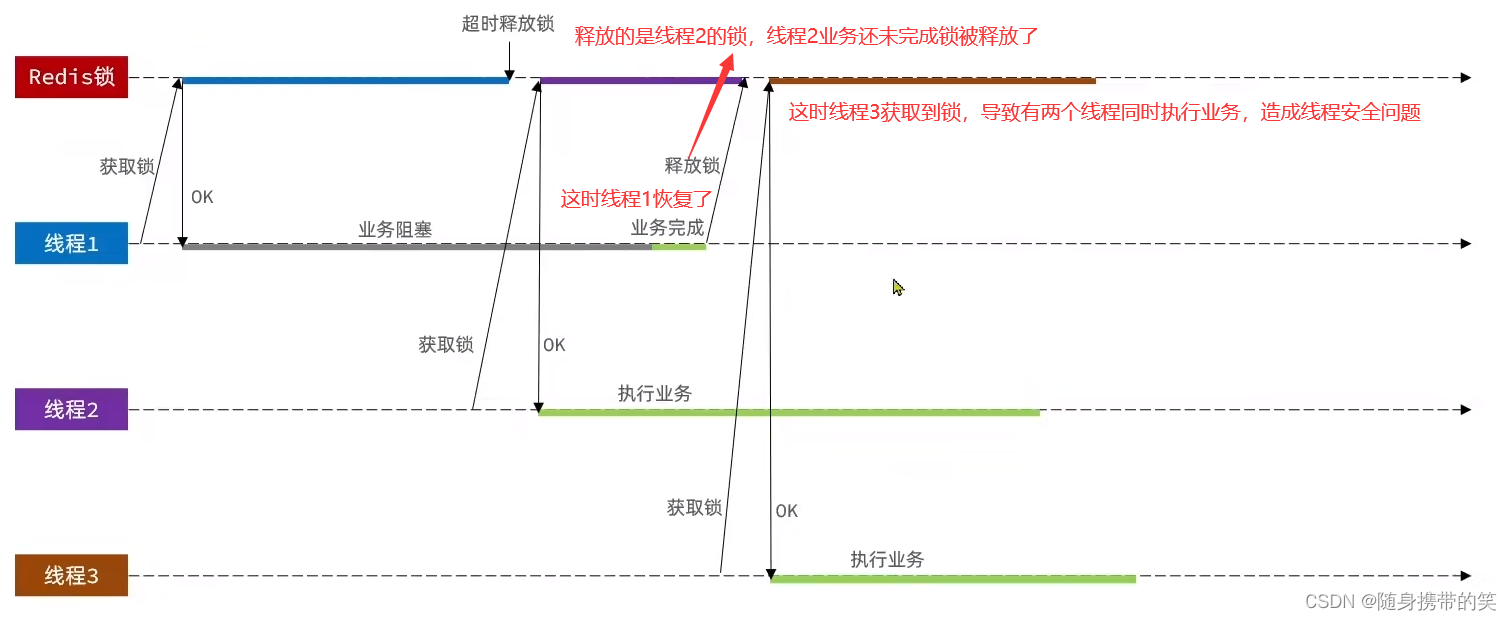 超时释放锁
释放的是线程2的锁，线程2业务还未完成锁被释放了
Redis锁
这时线程3获取到锁，导致有两个线程同时执行业务，造成线程安全问题
获取锁
释放锁
OK
这时线程1恢复了
业务阻塞
业务完成
线程1
获取锁
OK
执行业务
线程2
获取锁
OK
执行业务
线程3
CSDN @随身携带的笑